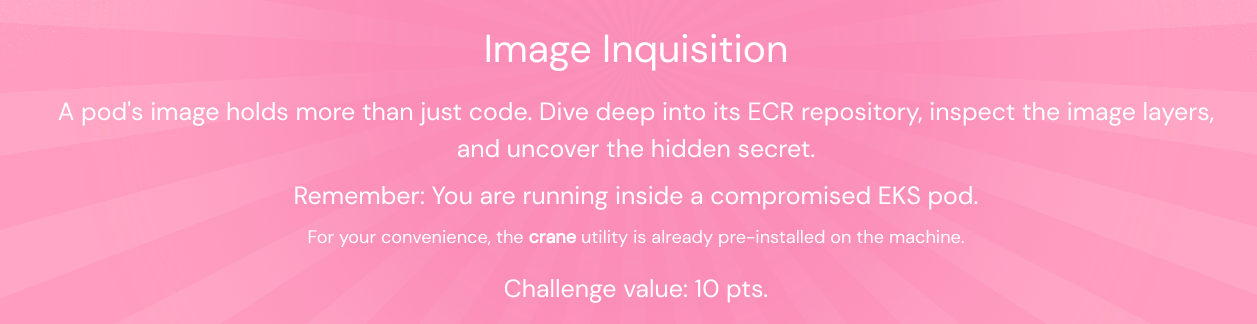 Image Inquisition
A pod's image holds more than just code. Dive deep into its ECR repository, inspect the image layers,
and uncover the hidden secret.
Remember: You are running inside a compromised EKS pod.
For your convenience, the crane utility is already pre-installed on the machine.
Challenge value: 10 pts.